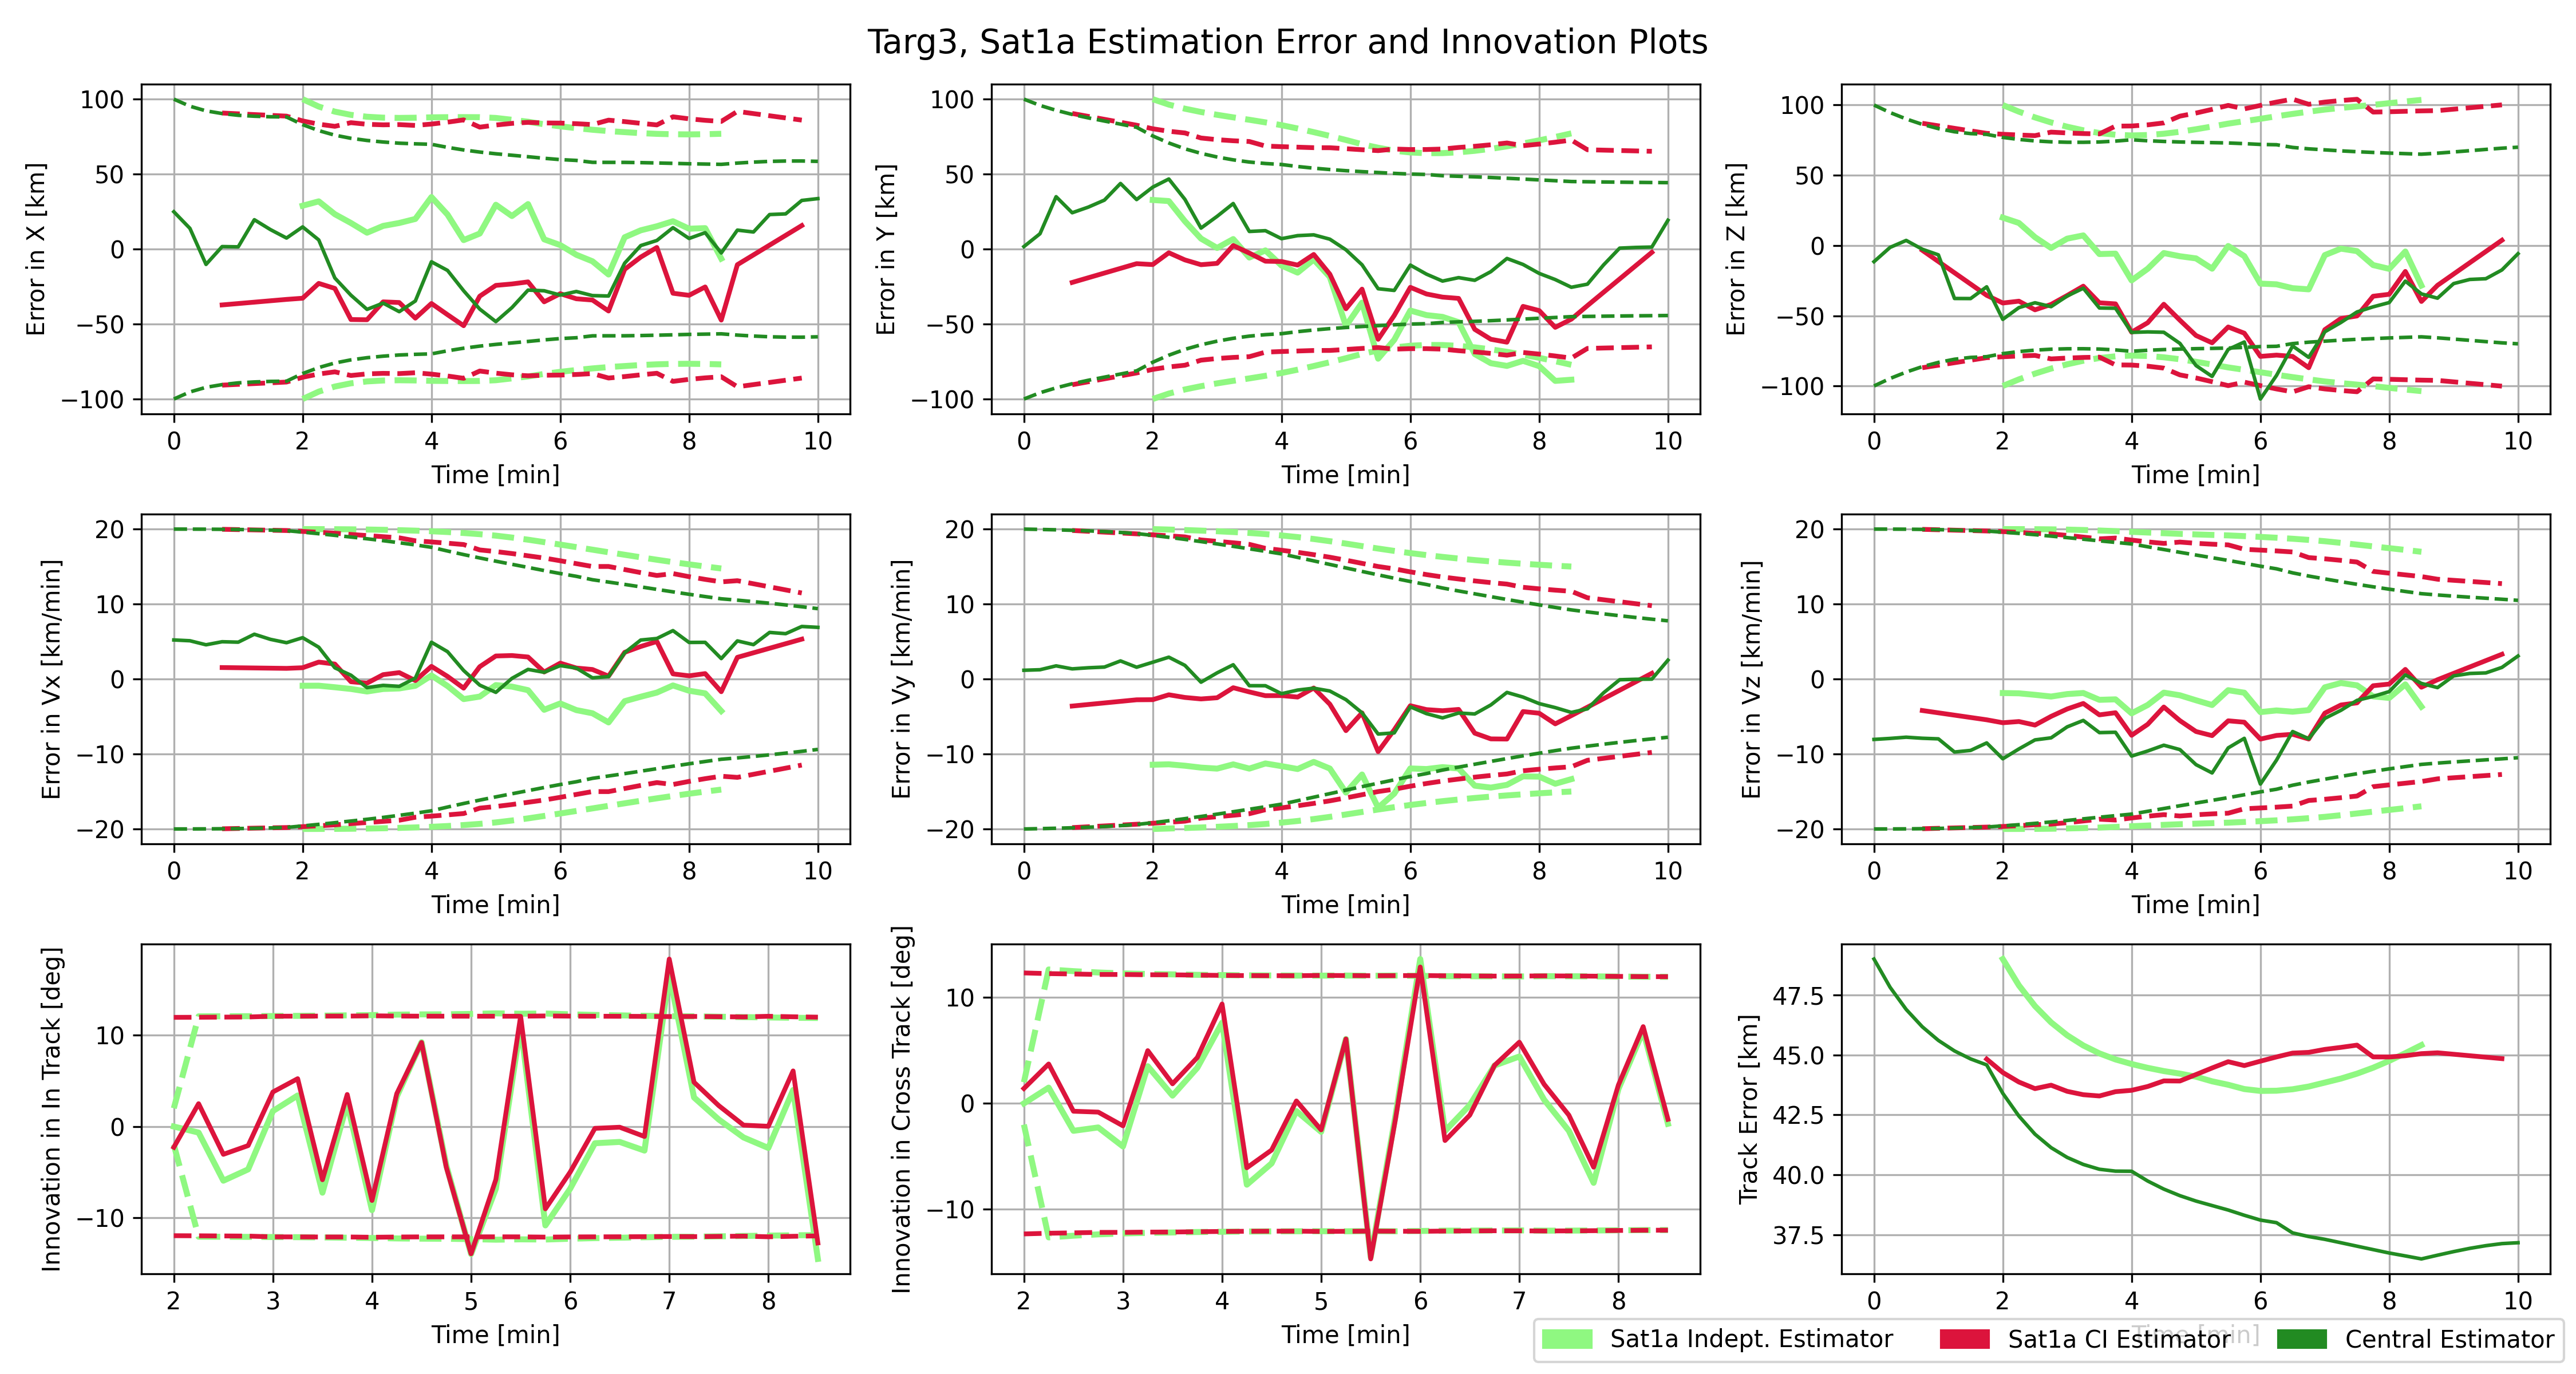 Targ3, Sat1a Estimation Error and Innovation Plots
Error in X [km]
100
50
0
−50
−100
0 2 4 6 8 10
Time [min]
Error in Y [km]
100
50
0
−50
−100
0 2 4 6 8 10
Time [min]
Error in Z [km]
100
50
0
−50
−100
0 2 4 6 8 10
Time [min]
Error in Vx [km/min]
20
10
0
−10
−20
0 2 4 6 8 10
Time [min]
Error in Vy [km/min]
20
10
0
−10
−20
0 2 4 6 8 10
Time [min]
Error in Vz [km/min]
20
10
0
−10
−20
0 2 4 6 8 10
Time [min]
Innovation in In Track [deg]
10
0
−10
2 3 4 5 6 7 8
Time [min]
Innovation in Cross Track [deg]
10
0
−10
2 3 4 5 6 7 8
Time [min]
Track Error [km]
47.5
45.0
42.5
40.0
37.5
0 2 4 6 8 10
Time [min]
Sat1a Indept. Estimator Sat1a CI Estimator Central Estimator